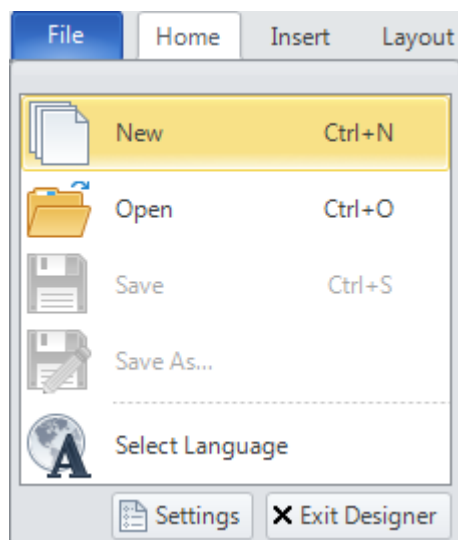 File Home Insert Layout
New Ctrl+N
Open Ctrl+O
Save Ctrl+S
Save As...
A Select Language
Settings X Exit Designer